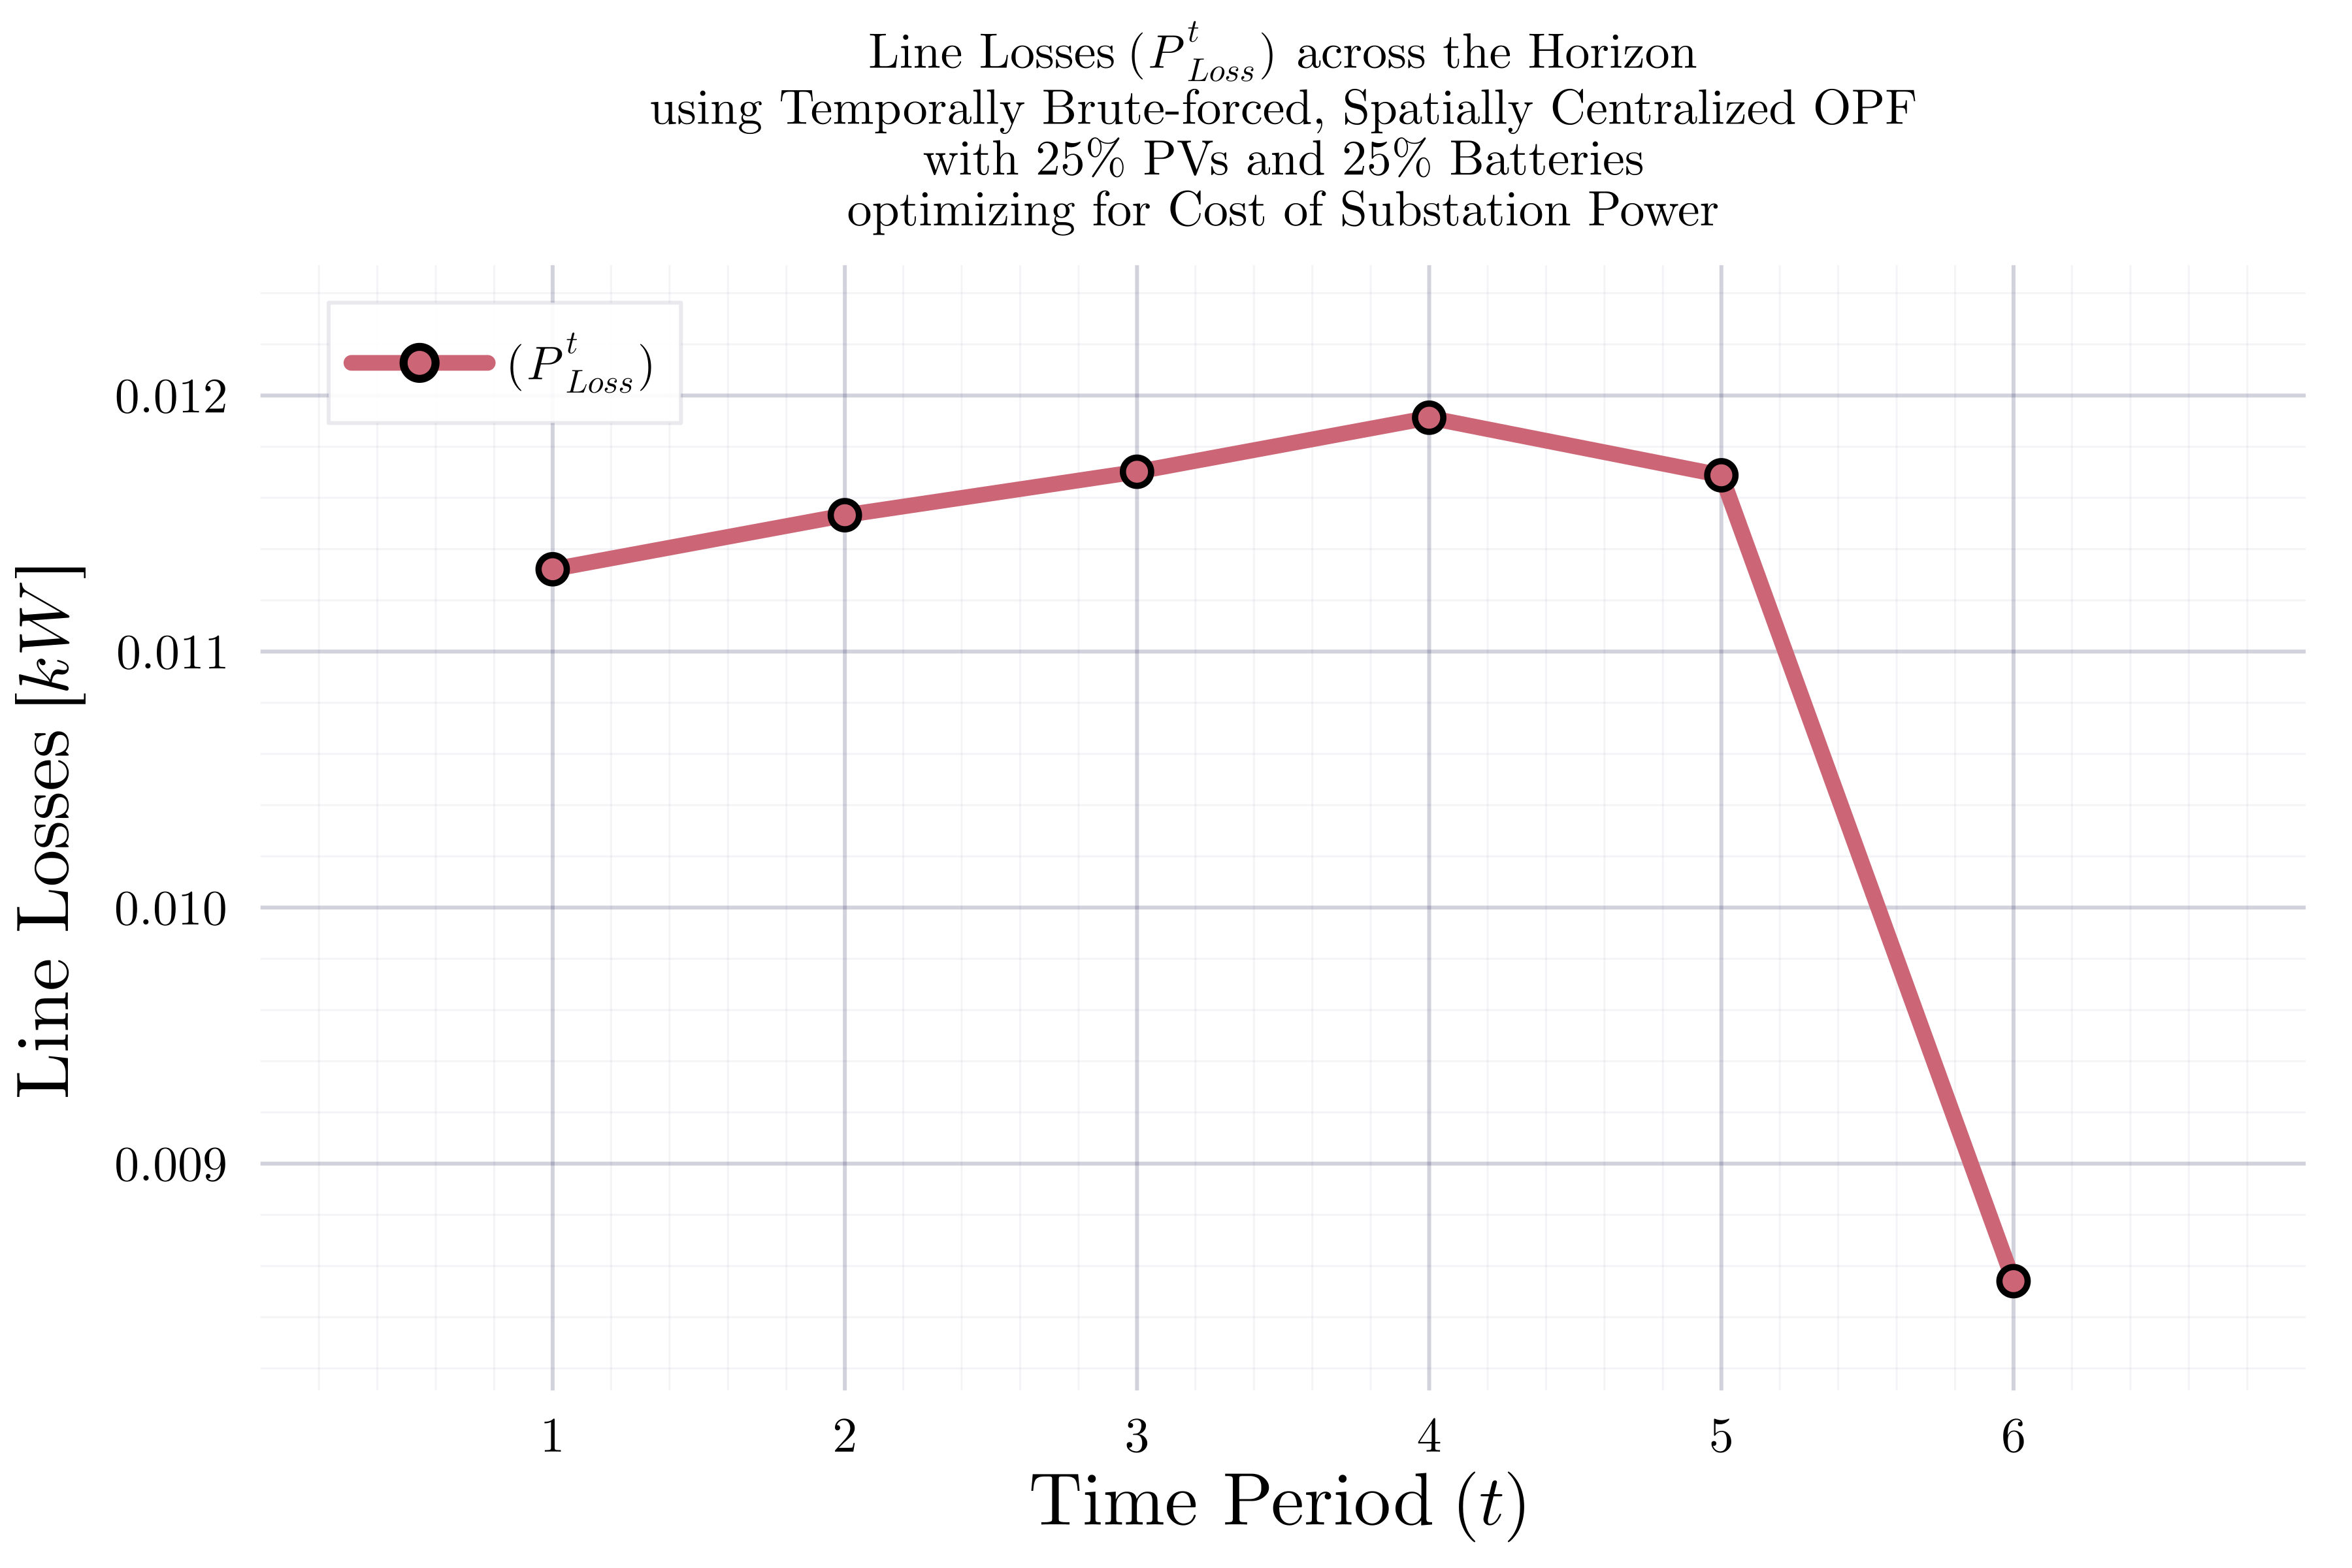 Line Losses (P^t_Loss) across the Horizon
using Temporally Brute-forced, Spatially Centralized OPF
with 25% PVs and 25% Batteries
optimizing for Cost of Substation Power
(P^t_Loss)
Line Losses [kW]
0.012
0.011
0.010
0.009
1 2 3 4 5 6
Time Period (t)